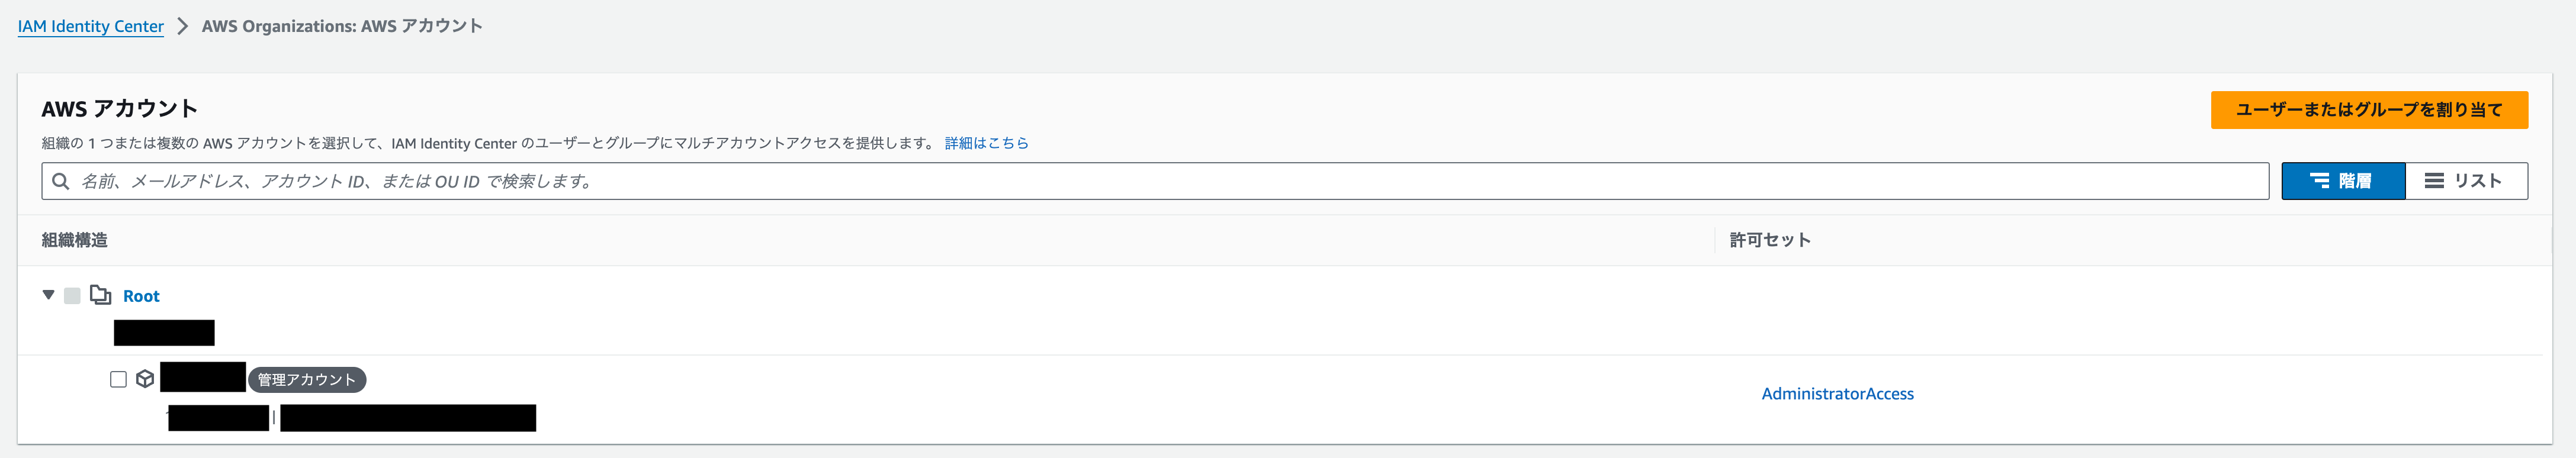 IAM Identity Center > AWS Organizations: AWS アカウント
AWS アカウント
ユーザーまたはグループを割り当て
組織の 1 つまたは複数の AWS アカウントを選択して、IAM Identity Center のユーザーとグループにマルチアカウントアクセスを提供します。 詳細はこちら
名前、メールアドレス、アカウント ID、または OU ID で検索します。
階層
リスト
組織構造
許可セット
Root
管理アカウント
|
AdministratorAccess